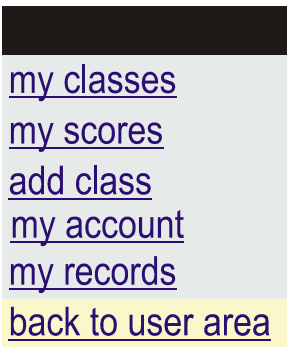 my classes
my scores
add class
my account
my records
back to user area